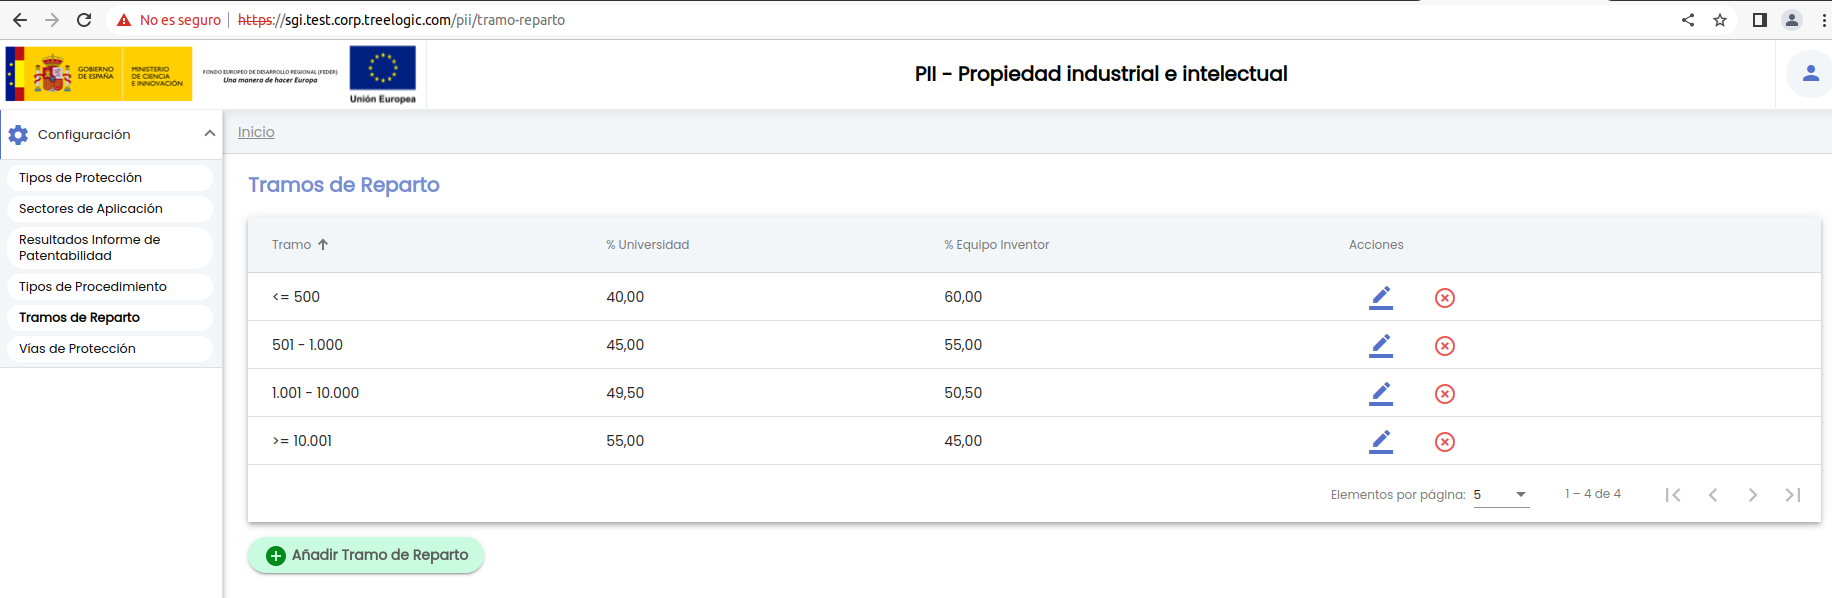 No es seguro | https://sgi.test.corp.treelogic.com/pii/tramo-reparto
GOBIERNO DE ESPAÑA
MINISTERIO DE CIENCIA E INNOVACIÓN
FONDO EUROPEO DE DESARROLLO REGIONAL (FEDER)
Una manera de hacer Europa
Unión Europea
PII - Propiedad industrial e intelectual
Configuración
Inicio
Tipos de Protección
Sectores de Aplicación
Resultados Informe de
Patentabilidad
Tipos de Procedimiento
Tramos de Reparto
Vías de Protección
Tramos de Reparto
Tramo % Universidad % Equipo Inventor Acciones
<= 500 40,00 60,00
501 - 1.000 45,00 55,00
1.001 - 10.000 49,50 50,50
>= 10.001 55,00 45,00
Elementos por página: 5 1 – 4 de 4
Añadir Tramo de Reparto